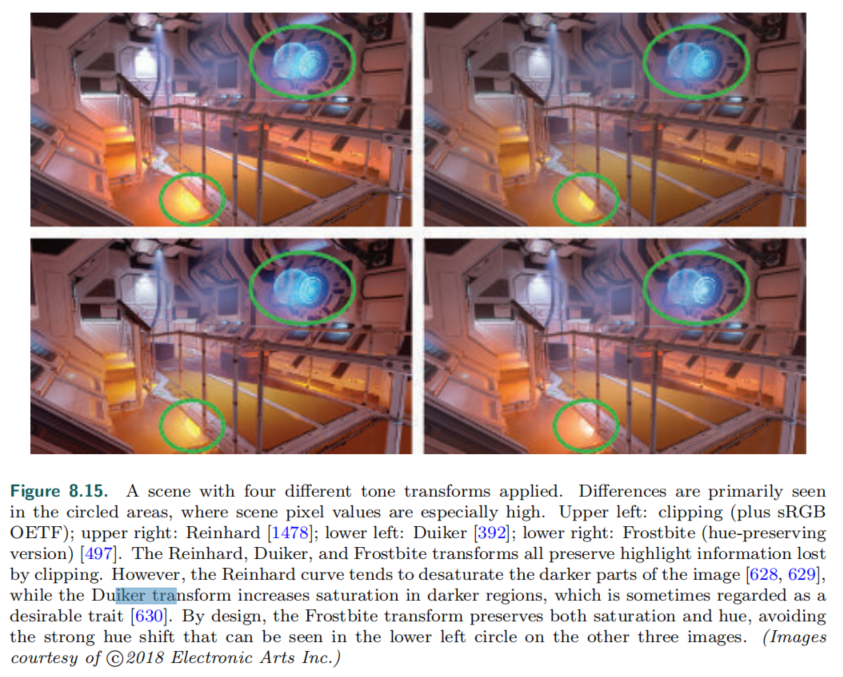 Figure 8.15. A scene with four different tone transforms applied. Differences are primarily seen
in the circled areas, where scene pixel values are especially high. Upper left: clipping (plus sRGB
OETF); upper right: Reinhard [1478]; lower left: Duiker [392]; lower right: Frostbite (hue-preserving
version) [497]. The Reinhard, Duiker, and Frostbite transforms all preserve highlight information lost
by clipping. However, the Reinhard curve tends to desaturate the darker parts of the image [628, 629],
while the Duiker transform increases saturation in darker regions, which is sometimes regarded as a
desirable trait [630]. By design, the Frostbite transform preserves both saturation and hue, avoiding
the strong hue shift that can be seen in the lower left circle on the other three images. (Images
courtesy of ©2018 Electronic Arts Inc.)